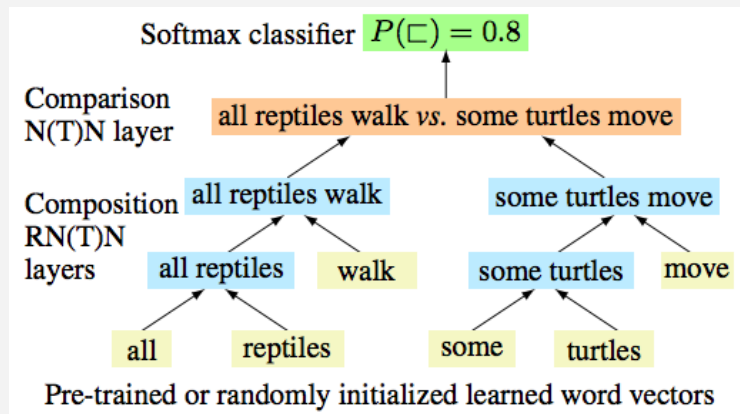 Softmax classifier P(⊏) = 0.8
Comparison
N(T)N layer
all reptiles walk vs. some turtles move
Composition
RN(T)N
layers
all reptiles walk
some turtles move
all reptiles
walk
some turtles
move
all
reptiles
some
turtles
Pre-trained or randomly initialized learned word vectors